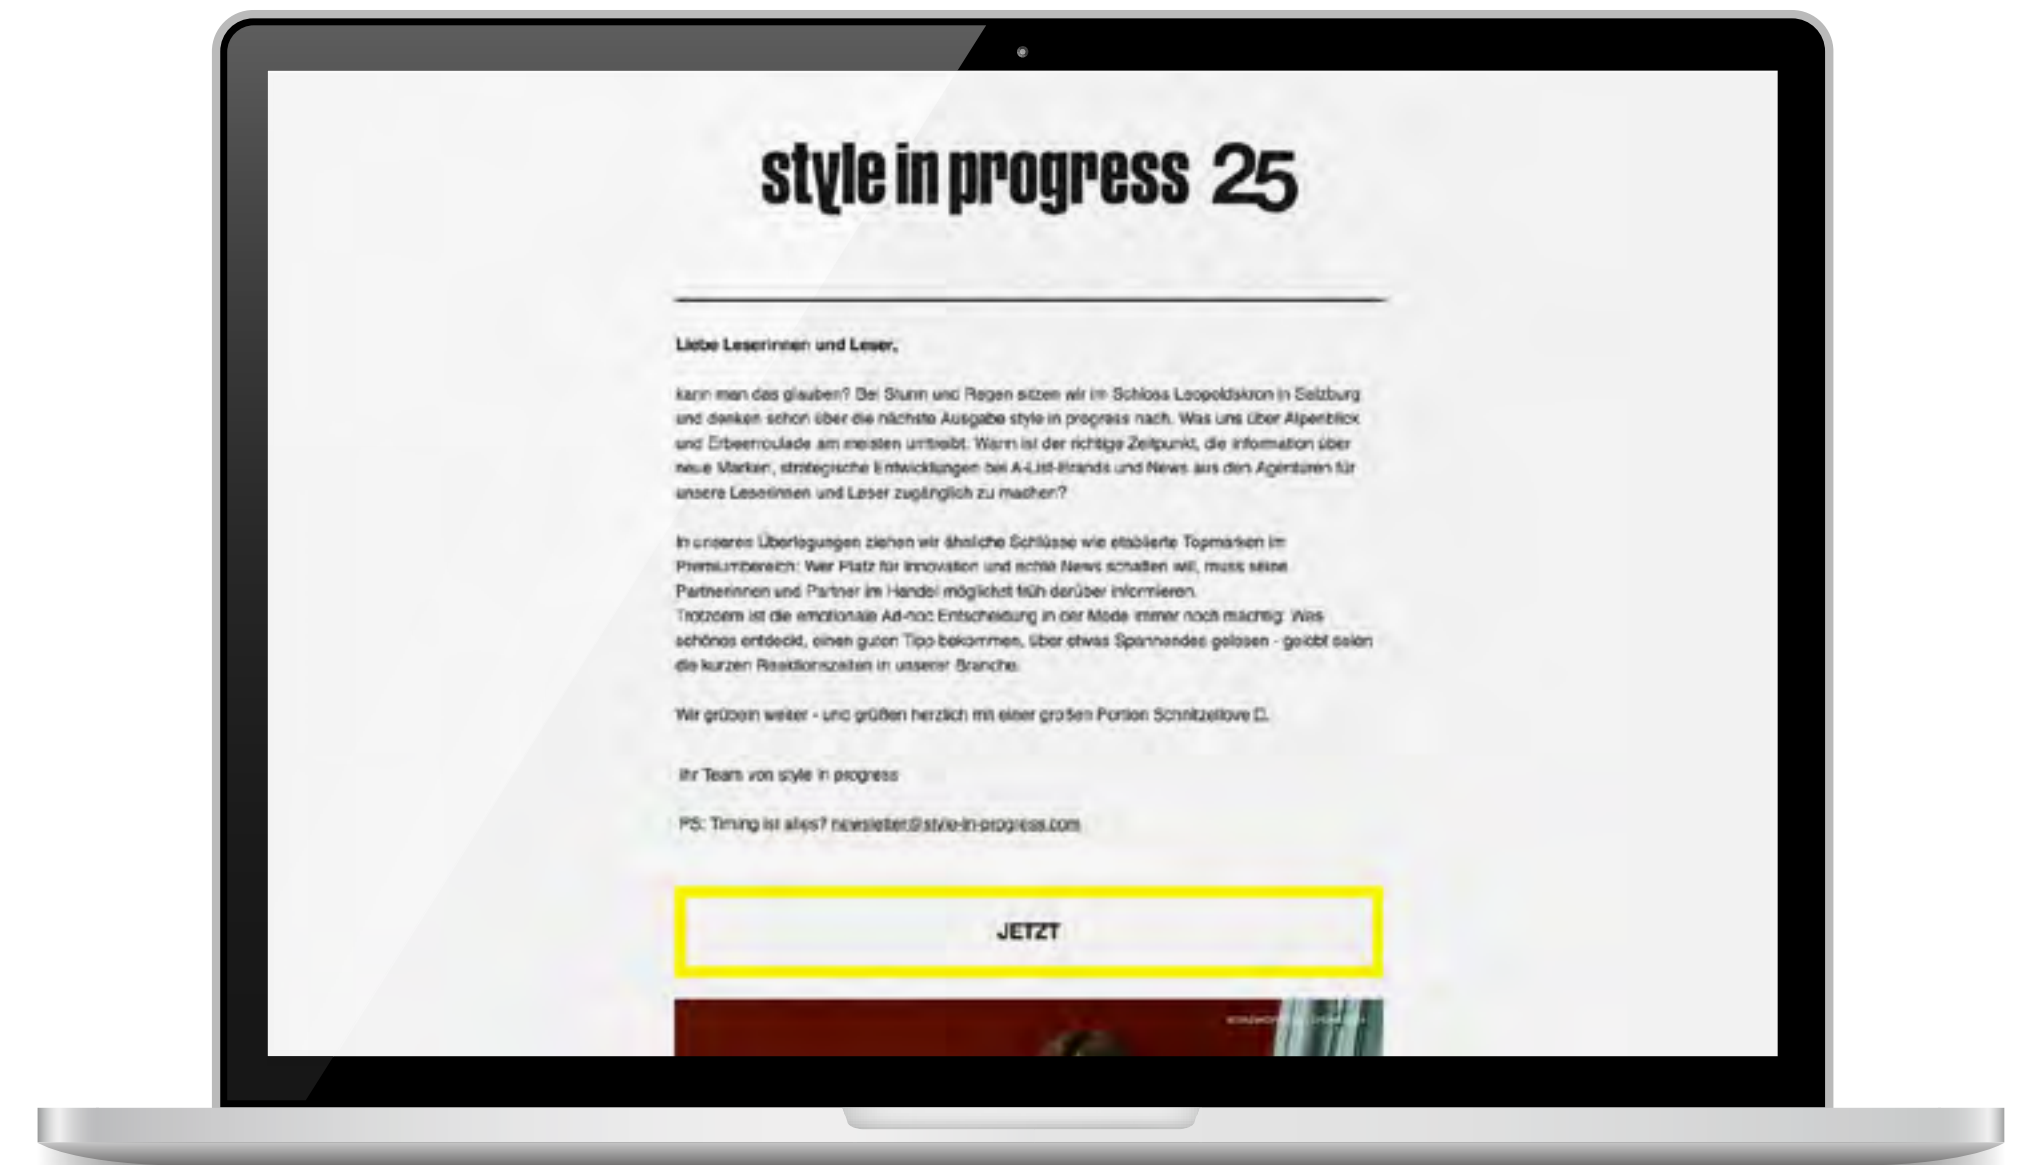 style in progress 25
Liebe Leserinnen und Leser,
kann man das glauben? Bei Sturm und Regen sitzen wir im Schloss Leopoldskron in Salzburg
und denken schon über die nächste Ausgabe style in progress nach. Was uns über Alpenblick
und Erbeerroulade am meisten umtreibt: Wann ist der richtige Zeitpunkt, die Information über
neue Marken, strategische Entwicklungen bei A-List-Brands und News aus den Agenturen für
unsere Leserinnen und Leser zugänglich zu machen?
In unseren Überlegungen ziehen wir ähnliche Schlüsse wie etablierte Topmarken im
Premiumbereich: Wer Platz für Innovation und echte News schaffen will, muss seine
Partnerinnen und Partner im Handel möglichst früh darüber informieren.
Trotzdem ist die emotionale Ad-hoc Entscheidung in der Mode immer noch mächtig: Was
schönes entdeckt, einen guten Tipp bekommen, über etwas Spannendes gelesen - gelobt seien
die kurzen Reaktionszeiten in unserer Branche.
Wir grübeln weiter - und grüßen herzlich mit einer großen Portion Schnitzellove
Ihr Team von style in progress
PS: Timing ist alles? newsletter@style-in-progress.com
JETZT